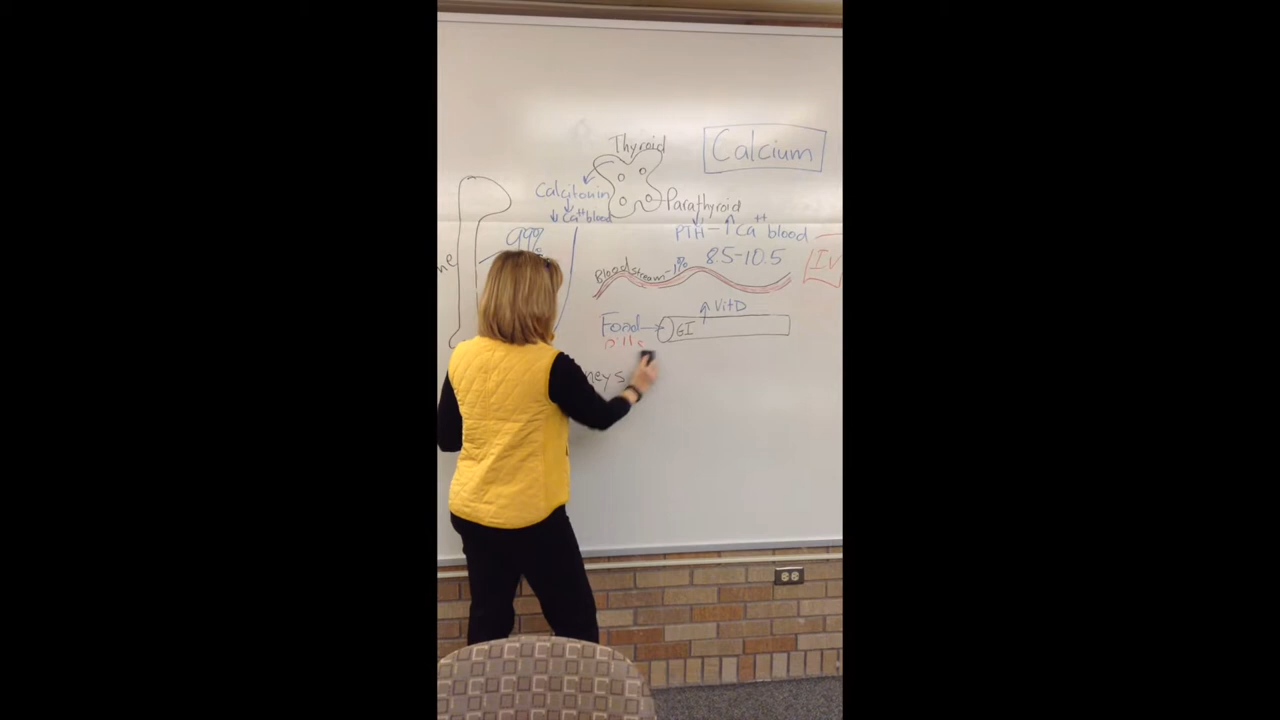 Thyroid
Calcium
Calcitonin
↓ Ca++ blood
Parathyroid
PTH - ↑ Ca++ blood
99%
8.5-10.5
IV
Bloodstream - 1%
↑ Vit D
Food → GI
pills